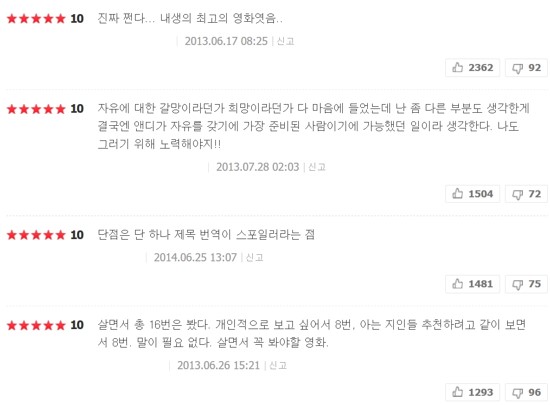 ★★★★★ 10 진짜 쩐다... 내생의 최고의 영화엿음..
2013.06.17 08:25 | 신고
2362 92
★★★★★ 10 자유에 대한 갈망이라던가 희망이라던가 다 마음에 들었는데 난 좀 다른 부분도 생각한게
결국엔 앤디가 자유를 갖기에 가장 준비된 사람이기에 가능했던 일이라 생각한다. 나도
그러기 위해 노력해야지!!
2013.07.28 02:03 | 신고
1504 72
★★★★★ 10 단점은 단 하나 제목 번역이 스포일러라는 점
2014.06.25 13:07 | 신고
1481 75
★★★★★ 10 살면서 총 16번은 봤다. 개인적으로 보고 싶어서 8번, 아는 지인들 추천하려고 같이 보면
서 8번. 말이 필요 없다. 살면서 꼭 봐야할 영화.
2013.06.26 15:21 | 신고
1293 96